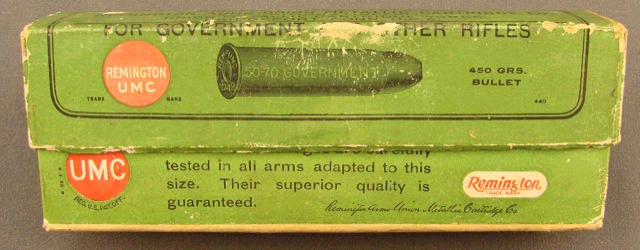 FOR GOVERNMENT OTHER RIFLES
REMINGTON
UMC
TRADE MARK
50-70 GOVERNMENT
450 GRS.
BULLET
440
UMC
REG. U.S. PAT. OFF.
carefully
tested in all arms adapted to this
size. Their superior quality is
guaranteed.
Remington
TRADE MARK
Remington Arms-Union Metallic Cartridge Co